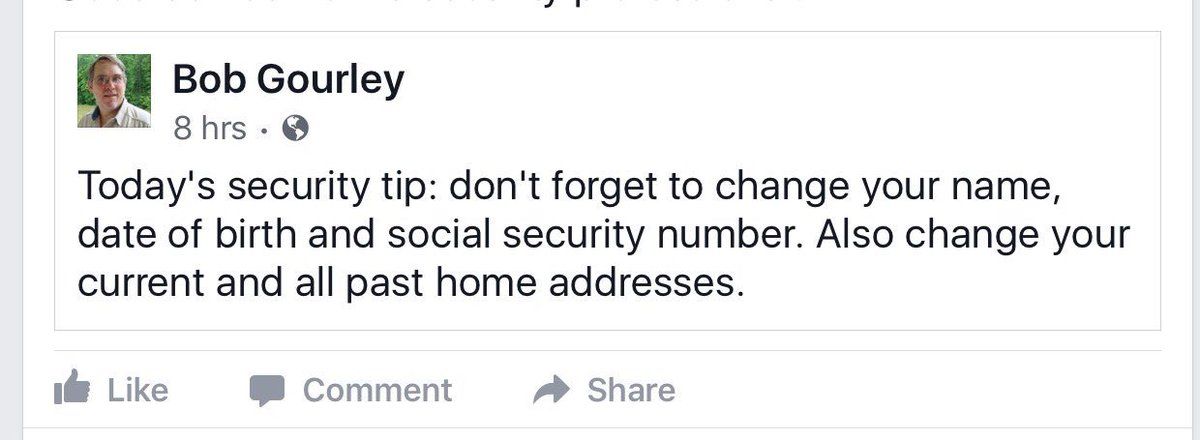 Bob Gourley
8 hrs ·
Today's security tip: don't forget to change your name,
date of birth and social security number. Also change your
current and all past home addresses.
Like Comment Share